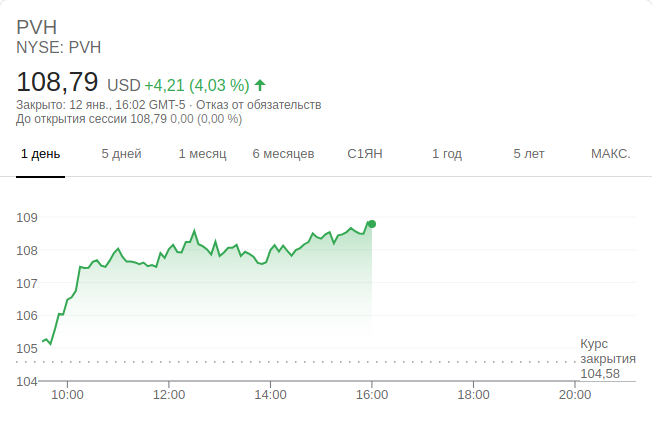 PVH
NYSE: PVH
108,79 USD +4,21 (4,03 %)
Закрыто: 12 янв., 16:02 GMT-5 · Отказ от обязательств
До открытия сессии 108,79 0,00 (0,00 %)
1 день 5 дней 1 месяц 6 месяцев С1ЯН 1 год 5 лет МАКС.
109
108
107
106
105
104
Курс
закрытия
104,58
10:00 12:00 14:00 16:00 18:00 20:00